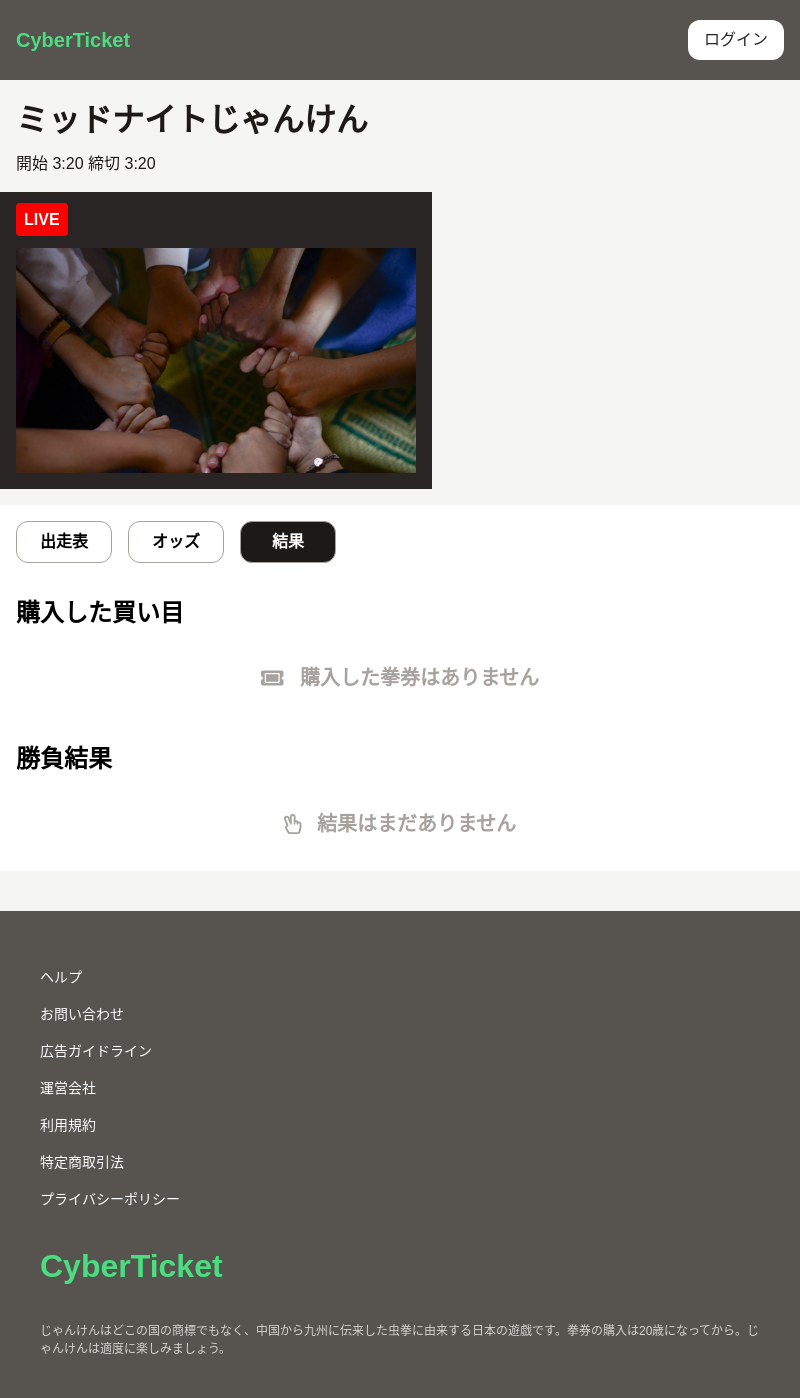 CyberTicket
ログイン
ミッドナイトじゃんけん
開始 3:20 締切 3:20
LIVE
出走表
オッズ
結果
購入した買い目
購入した拳券はありません
勝負結果
結果はまだありません
ヘルプ
お問い合わせ
広告ガイドライン
運営会社
利用規約
特定商取引法
プライバシーポリシー
CyberTicket
じゃんけんはどこの国の商標でもなく、中国から九州に伝来した虫拳に由来する日本の遊戯です。拳券の購入は20歳になってから。じ
ゃんけんは適度に楽しみましょう。